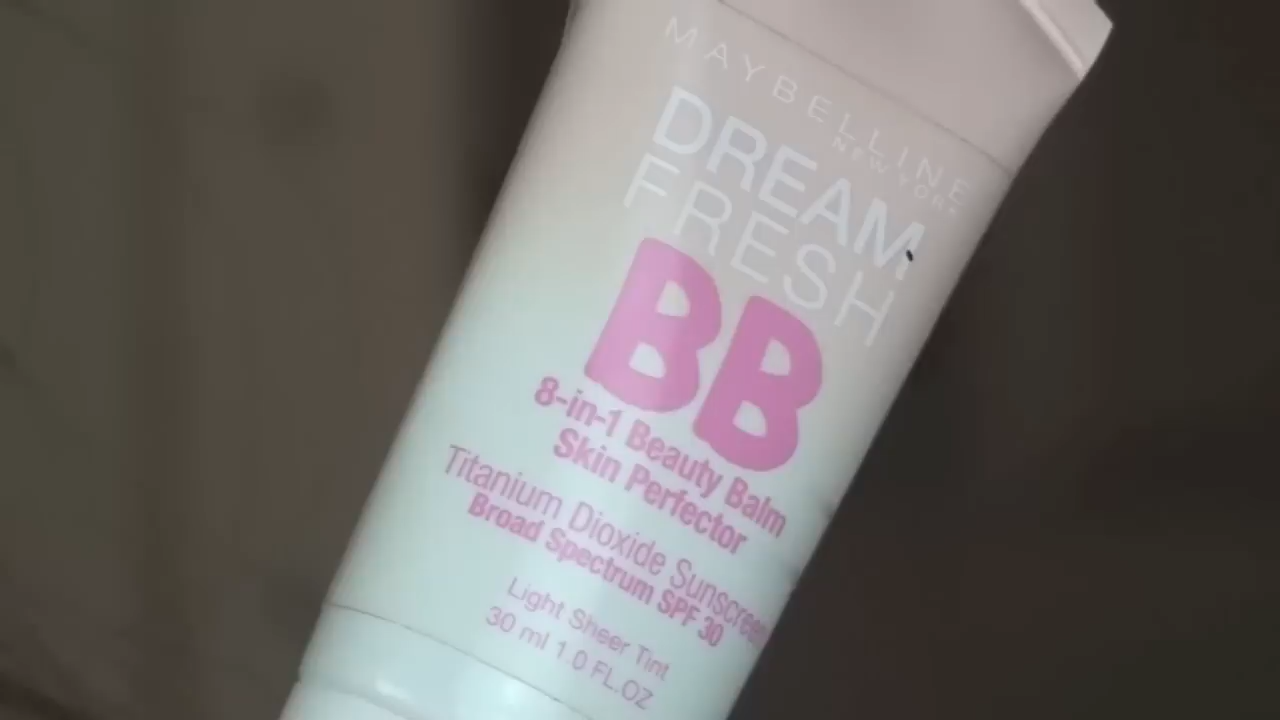 MAYBELLINE
NEW YORK
DREAM
FRESH
BB
8-in-1 Beauty Balm
Skin Perfector
Titanium Dioxide Sunscreen
Broad Spectrum SPF 30
Light Sheer Tint
30 ml 1.0 FL.OZ